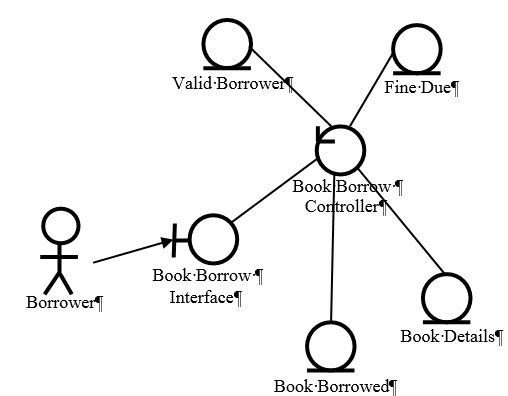 Valid·Borrower¶
Fine·Due¶
Book·Borrow·¶
Controller¶
Book·Borrow·¶
Interface¶
Borrower¶
Book·Details¶
Book·Borrowed¶